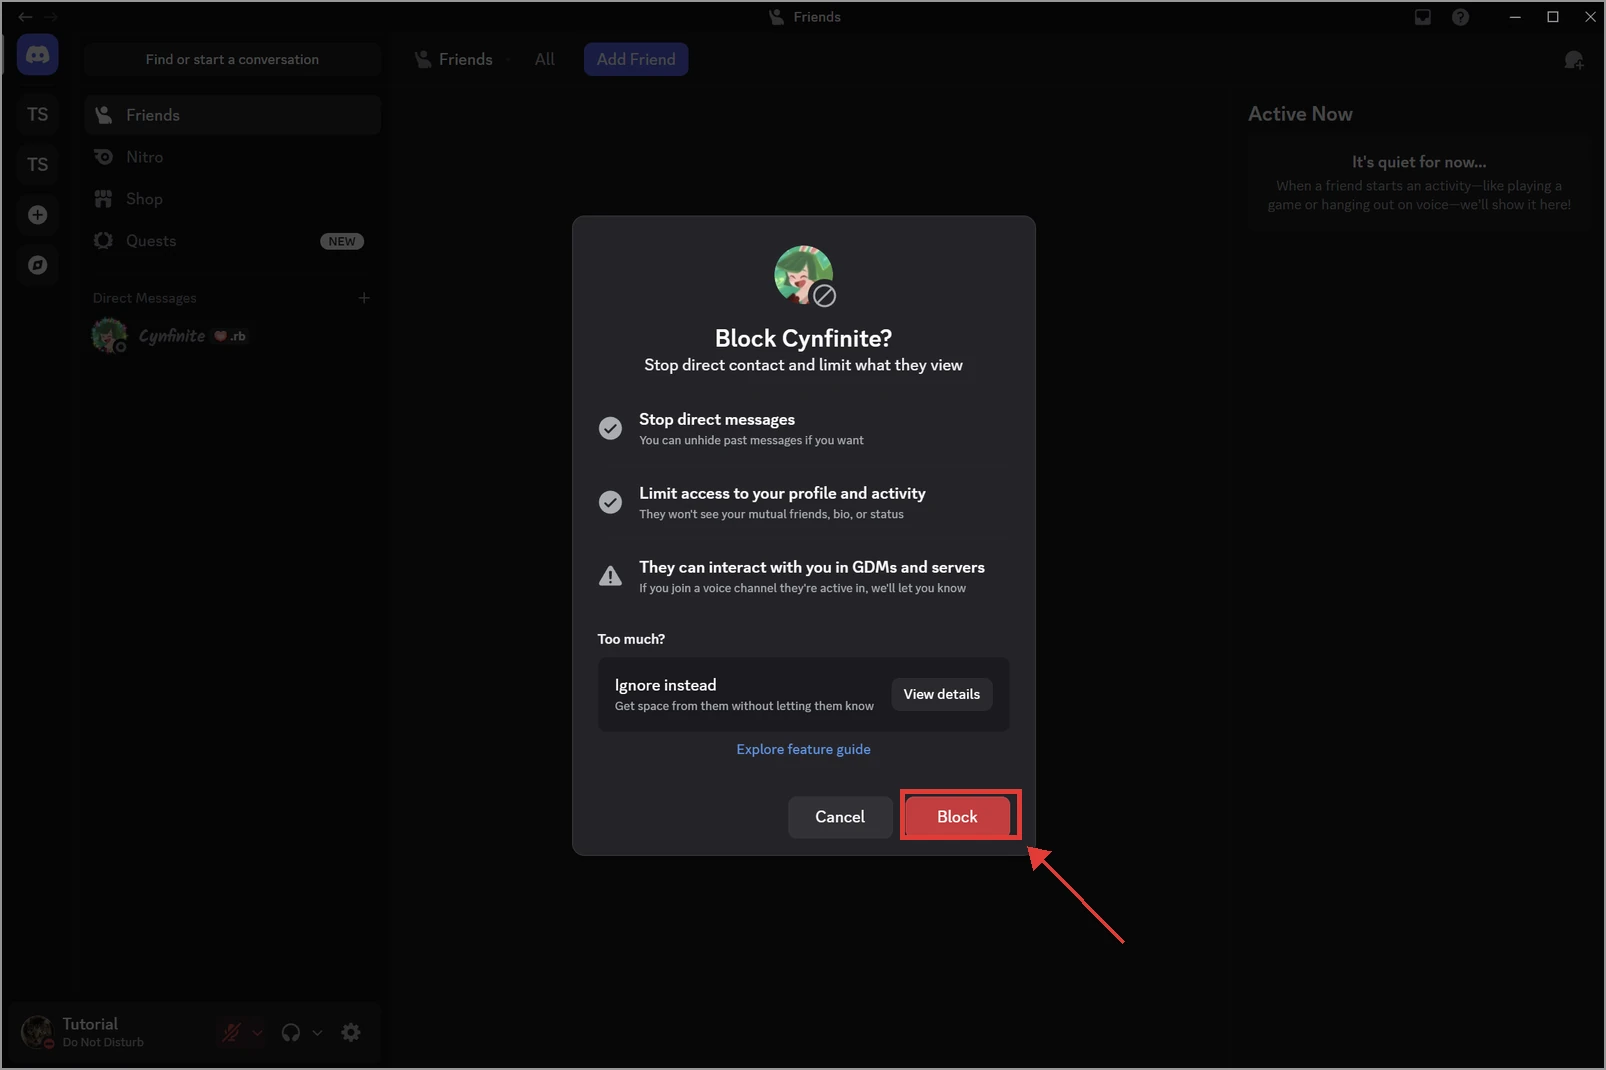 Friends
Find or start a conversation
Friends
All
Add Friend
TS
TS
Friends
Nitro
Shop
Quests
NEW
Direct Messages
Cynfinite
.rb
Active Now
It's quiet for now...
When a friend starts an activity—like playing a
game or hanging out on voice—we'll show it here!
Block Cynfinite?
Stop direct contact and limit what they view
Stop direct messages
You can unhide past messages if you want
Limit access to your profile and activity
They won't see your mutual friends, bio, or status
They can interact with you in GDMs and servers
If you join a voice channel they're active in, we'll let you know
Too much?
Ignore instead
Get space from them without letting them know
View details
Explore feature guide
Cancel
Block
Tutorial
Do Not Disturb